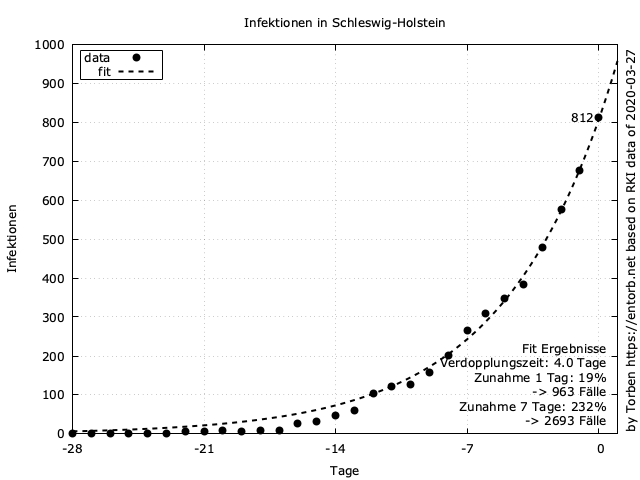 Infektionen in Schleswig-Holstein
1000
900
800
700
600
500
400
300
200
100
0
Infektionen
data
fit
812
Fit Ergebnisse
Verdopplungszeit: 4.0 Tage
Zunahme 1 Tag: 19%
-> 963 Fälle
Zunahme 7 Tage: 232%
-> 2693 Fälle
-28
-21
-14
-7
0
Tage
by Torben https://entorb.net based on RKI data of 2020-03-27